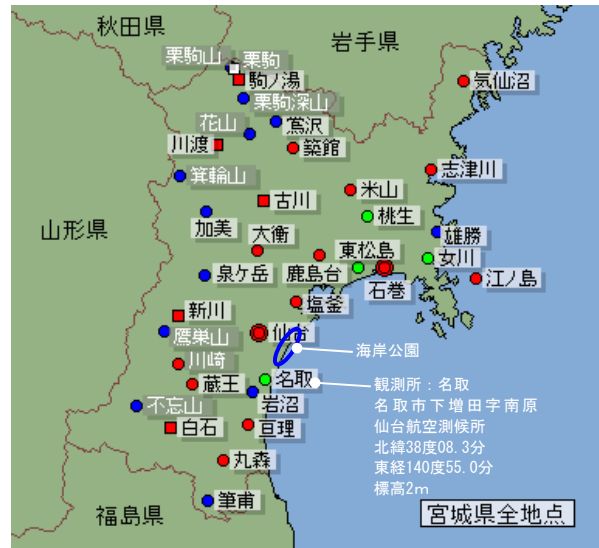 秋田県
岩手県
栗駒山
栗駒
駒ノ湯
気仙沼
栗駒深山
花山
鶯沢
川渡
築館
志津川
箕輪山
米山
古川
桃生
加美
山形県
大衡
東松島
雄勝
女川
泉ケ岳
鹿島台
石巻
江ノ島
新川
塩釜
鷹巣山
仙台
海岸公園
川崎
蔵王
名取
観測所：名取
名取市下増田字南原
仙台航空測候所
北緯38度08.3分
東経140度55.0分
標高2m
不忘山
岩沼
白石
亘理
丸森
筆甫
福島県
宮城県全地点